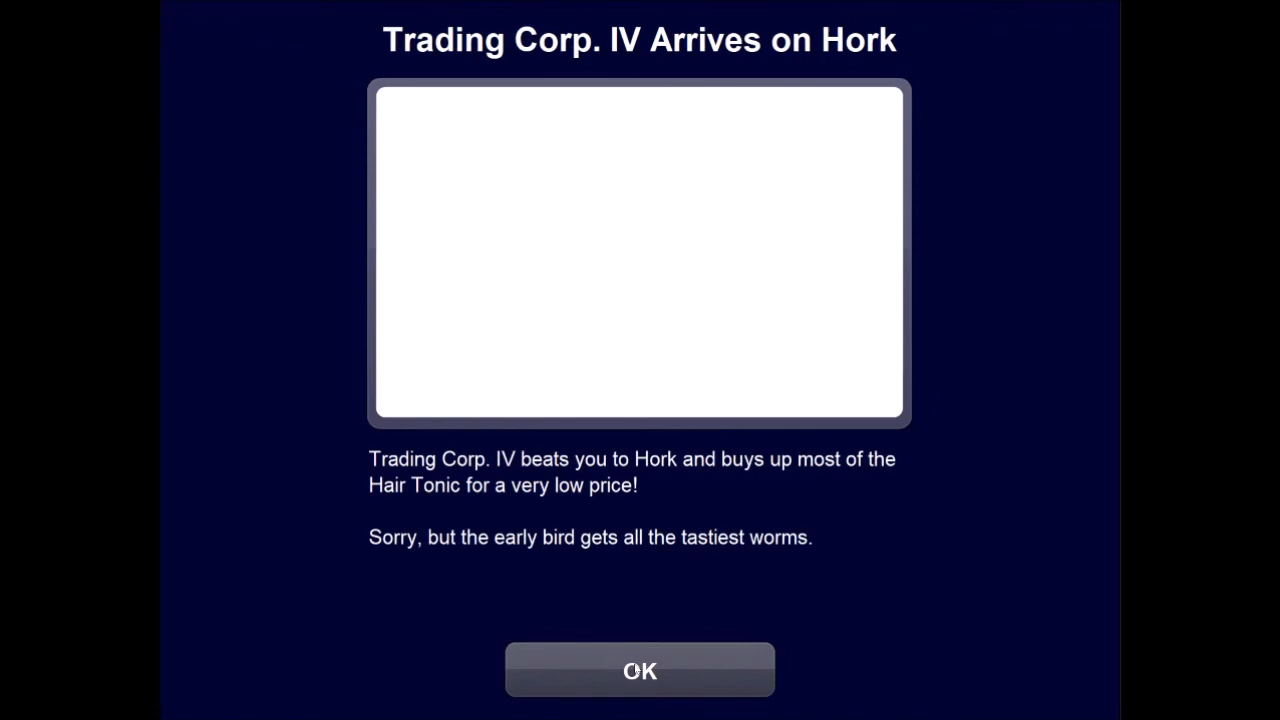 Trading Corp. IV Arrives on Hork
Trading Corp. IV beats you to Hork and buys up most of the
Hair Tonic for a very low price!
Sorry, but the early bird gets all the tastiest worms.
OK